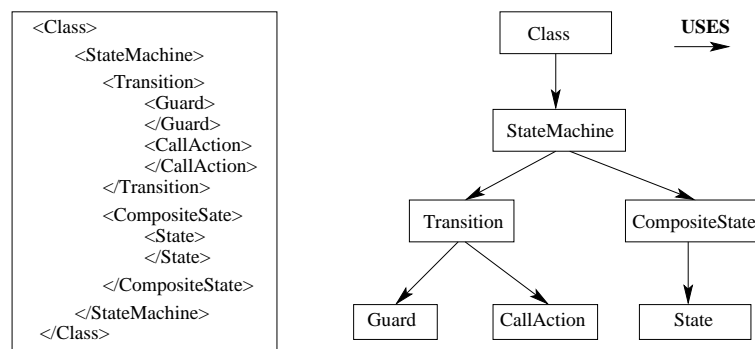 <Class>
<StateMachine>
<Transition>
<Guard>
</Guard>
<CallAction>
</CallAction>
</Transition>
<CompositeSate>
<State>
</State>
</CompositeState>
</StateMachine>
</Class>
Class
USES
StateMachine
Transition
CompositeState
Guard
CallAction
State